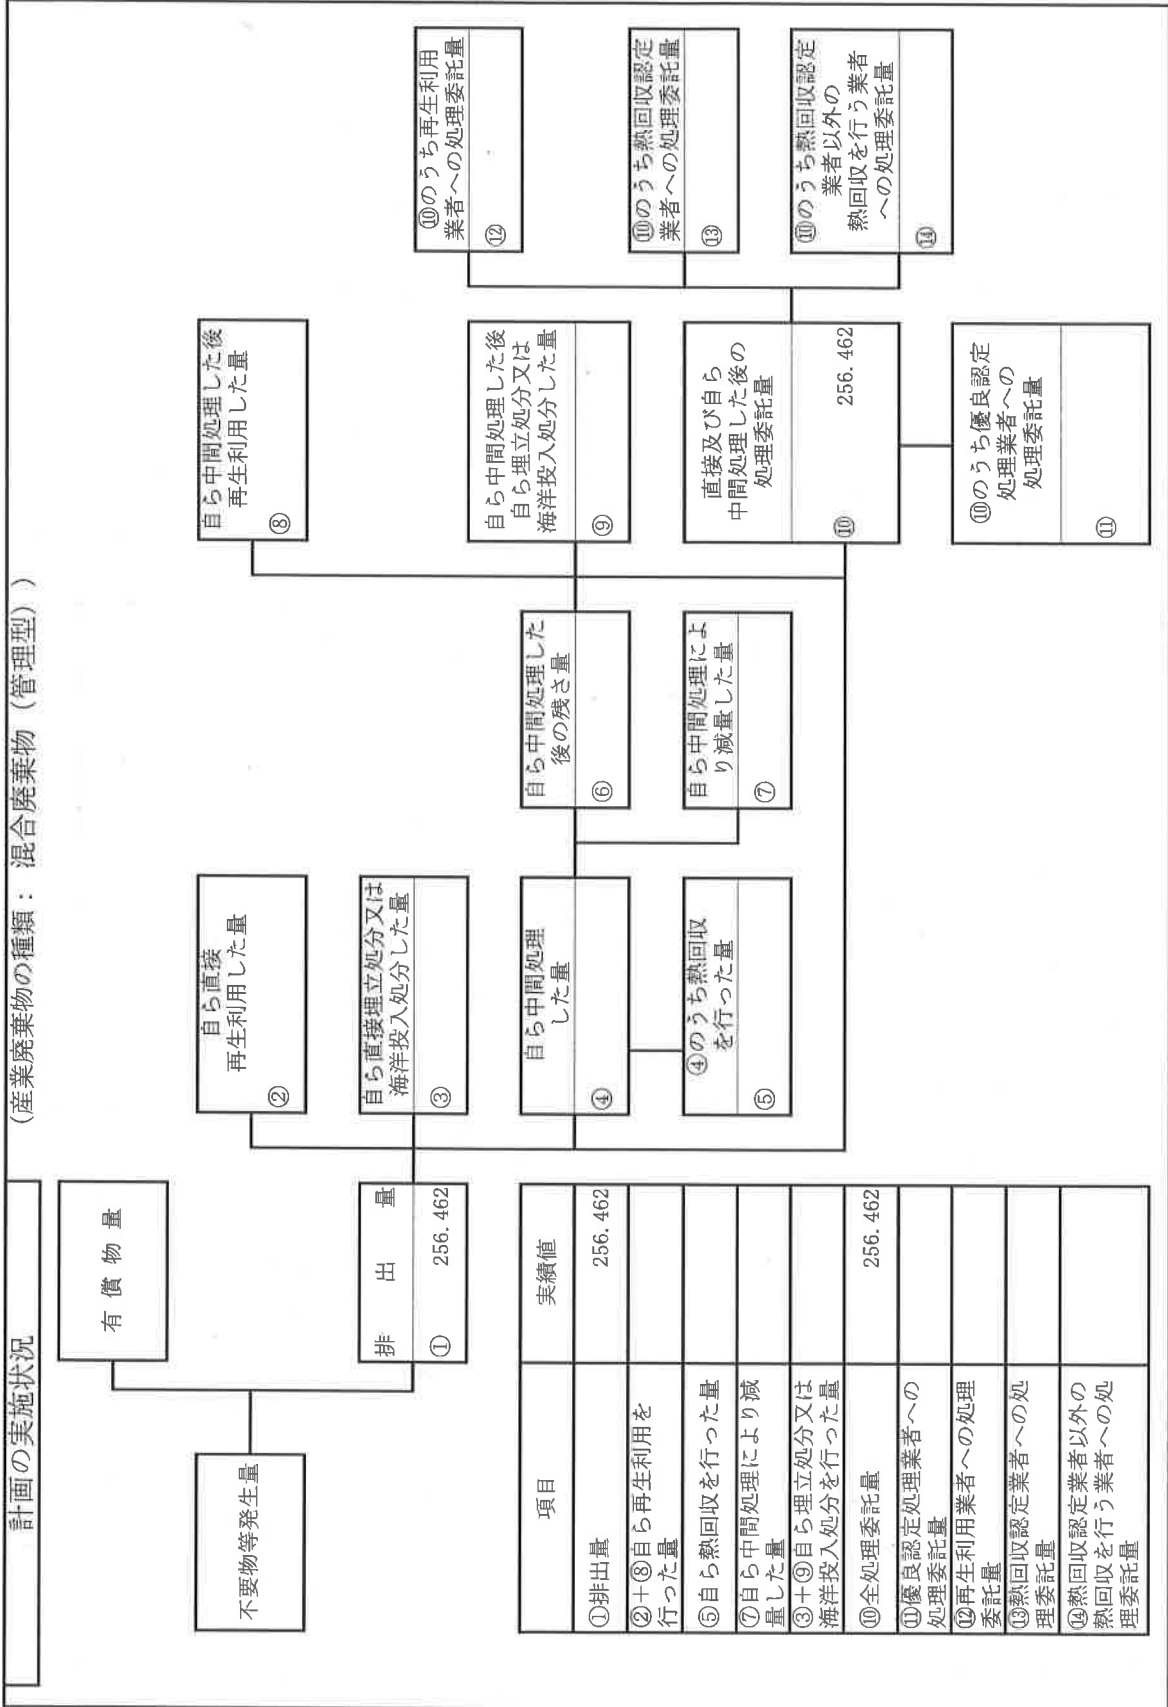 計画の実施状況
(産業廃棄物の種類： 混合廃棄物（管理型）)
不要物等発生量
有 償 物 量
排 出 量
① 256.462
自ら直接
再生利用した量
②
自ら直接埋立処分又は
海洋投入処分した量
③
自ら中間処理
した量
④
④のうち熱回収
を行った量
⑤
自ら中間処理した
後の残さ量
⑥
自ら中間処理によ
り減量した量
⑦
自ら中間処理した後
再生利用した量
⑧
自ら中間処理した後
自ら埋立処分又は
海洋投入処分した量
⑨
直接及び自ら
中間処理した後の
処理委託量
⑩ 256.462
⑩のうち優良認定
処理業者への
処理委託量
⑪
⑩のうち再生利用
業者への処理委託量
⑫
⑩のうち熱回収認定
業者への処理委託量
⑬
⑩のうち熱回収認定
業者以外の
熱回収を行う業者
への処理委託量
⑭
項目 実績値
①排出量 256.462
②＋⑧自ら再生利用を
行った量
⑤自ら熱回収を行った量
⑦自ら中間処理により減
量した量
③＋⑨自ら埋立処分又は
海洋投入処分を行った量
⑩全処理委託量 256.462
⑪優良認定処理業者への
処理委託量
⑫再生利用業者への処理
委託量
⑬熱回収認定業者への処
理委託量
⑭熱回収認定業者以外の
熱回収を行う業者への処
理委託量